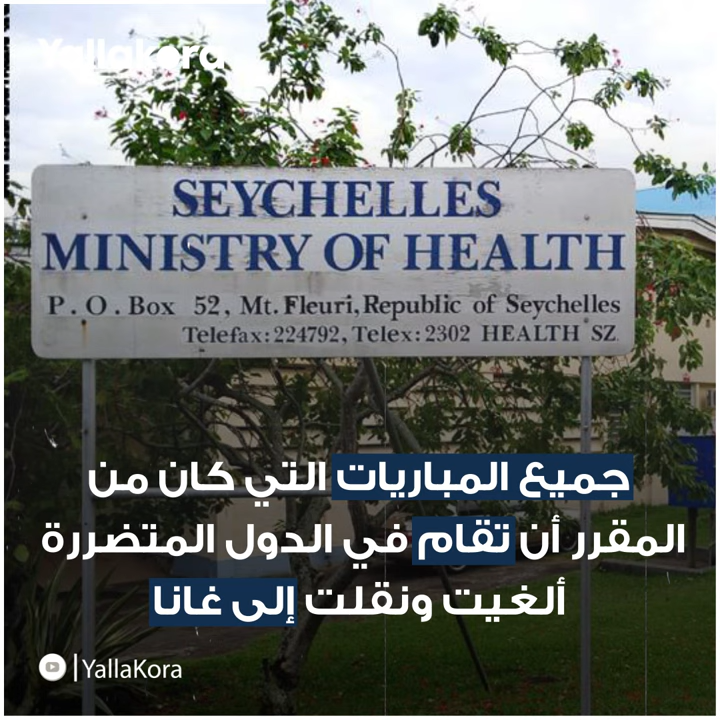 Yallakora
SEYCHELLES
MINISTRY OF HEALTH
P.O.Box 52, Mt. Fleuri, Republic of Seychelles
Telefax: 224792, Telex: 2302 HEALTH SZ.
جميع المباريات التي كان من
المقرر أن تقام في الدول المتضررة
ألغيت ونقلت إلى غانا
|YallaKora